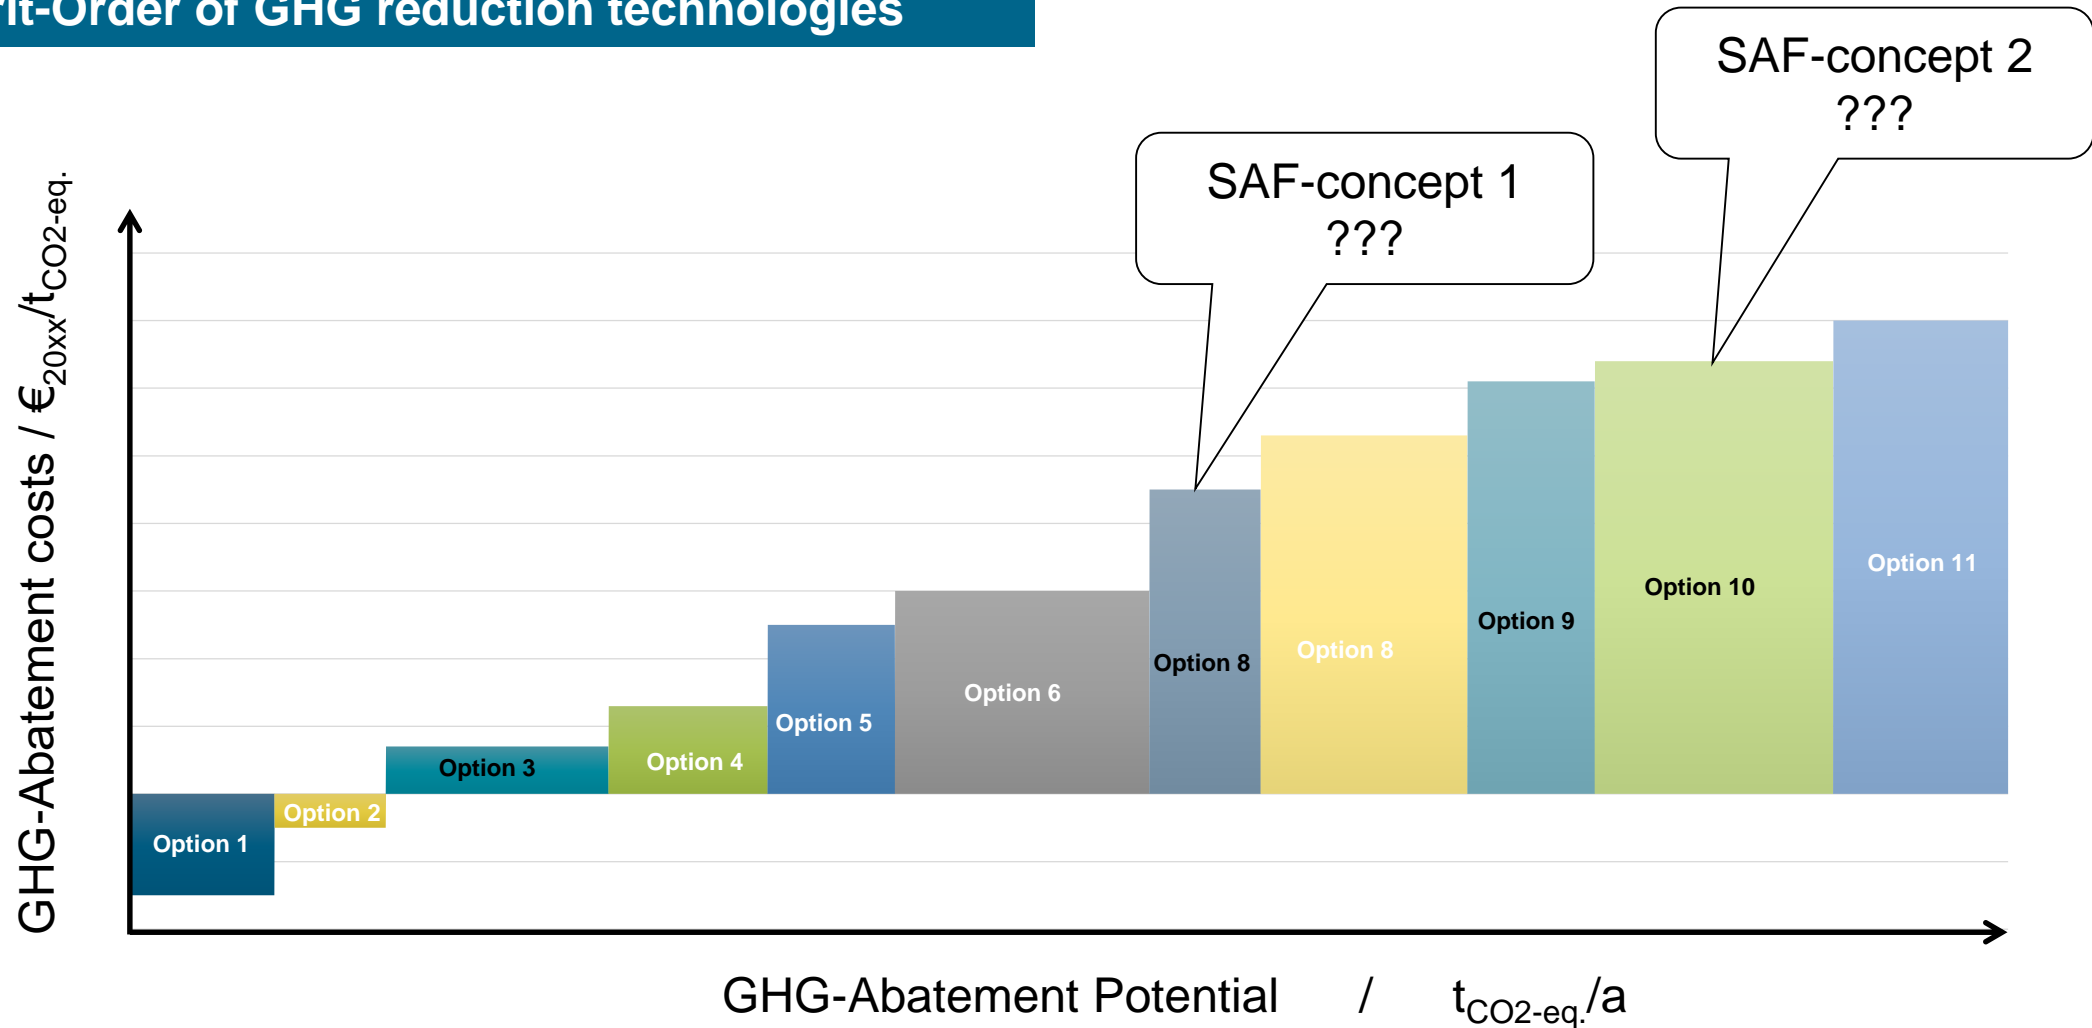 rit-Order of GHG reduction technologies
SAF-concept 2
???
SAF-concept 1
???
GHG-Abatement costs / €20xx/tCO2-eq.
Option 1
Option 2
Option 3
Option 4
Option 5
Option 6
Option 8
Option 8
Option 9
Option 10
Option 11
GHG-Abatement Potential / tCO2-eq./a